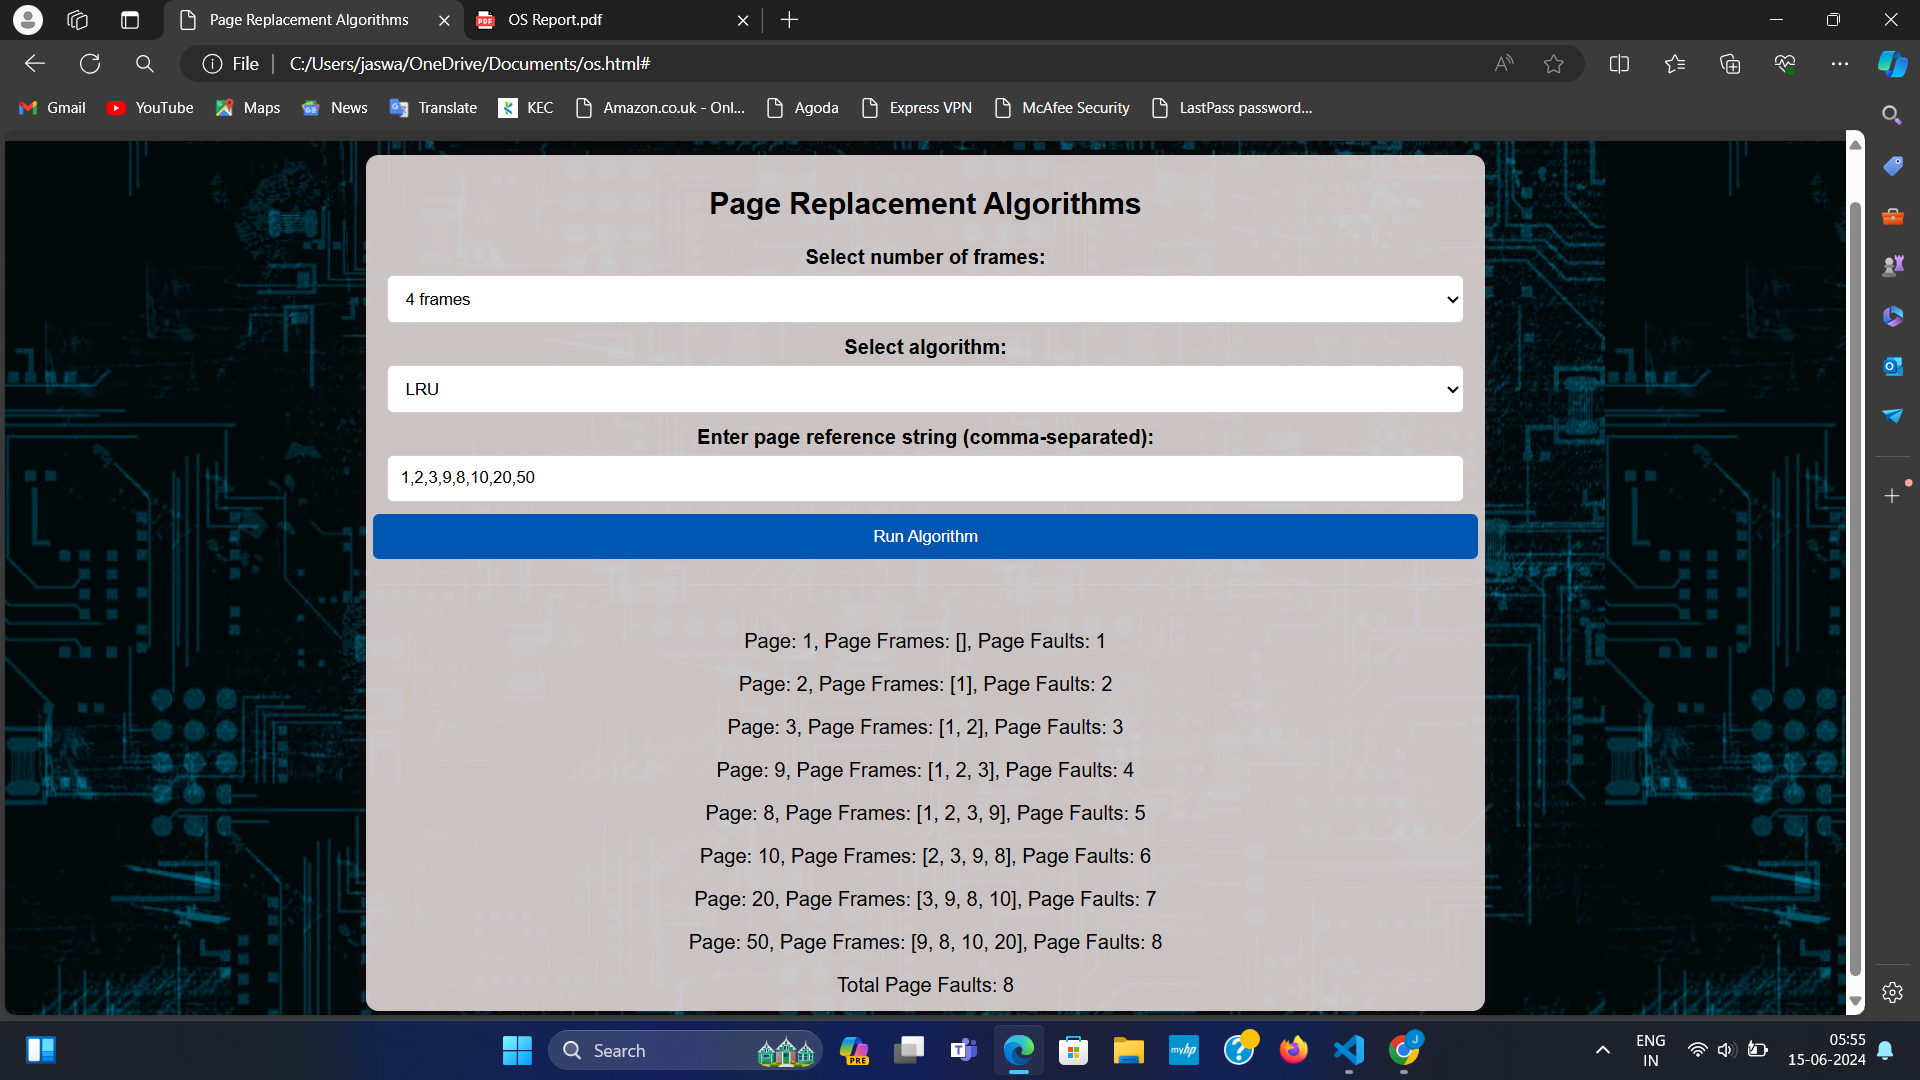 Page Replacement Algorithms
OS Report.pdf
File
C:/Users/jaswa/OneDrive/Documents/os.html#
Gmail
YouTube
Maps
News
Translate
KEC
Amazon.co.uk - Onl...
Agoda
Express VPN
McAfee Security
LastPass password...
Page Replacement Algorithms
Select number of frames:
4 frames
Select algorithm:
LRU
Enter page reference string (comma-separated):
1,2,3,9,8,10,20,50
Run Algorithm
Page: 1, Page Frames: [], Page Faults: 1
Page: 2, Page Frames: [1], Page Faults: 2
Page: 3, Page Frames: [1, 2], Page Faults: 3
Page: 9, Page Frames: [1, 2, 3], Page Faults: 4
Page: 8, Page Frames: [1, 2, 3, 9], Page Faults: 5
Page: 10, Page Frames: [2, 3, 9, 8], Page Faults: 6
Page: 20, Page Frames: [3, 9, 8, 10], Page Faults: 7
Page: 50, Page Frames: [9, 8, 10, 20], Page Faults: 8
Total Page Faults: 8
Search
PRE
myhp
J
ENG
IN
05:55
15-06-2024